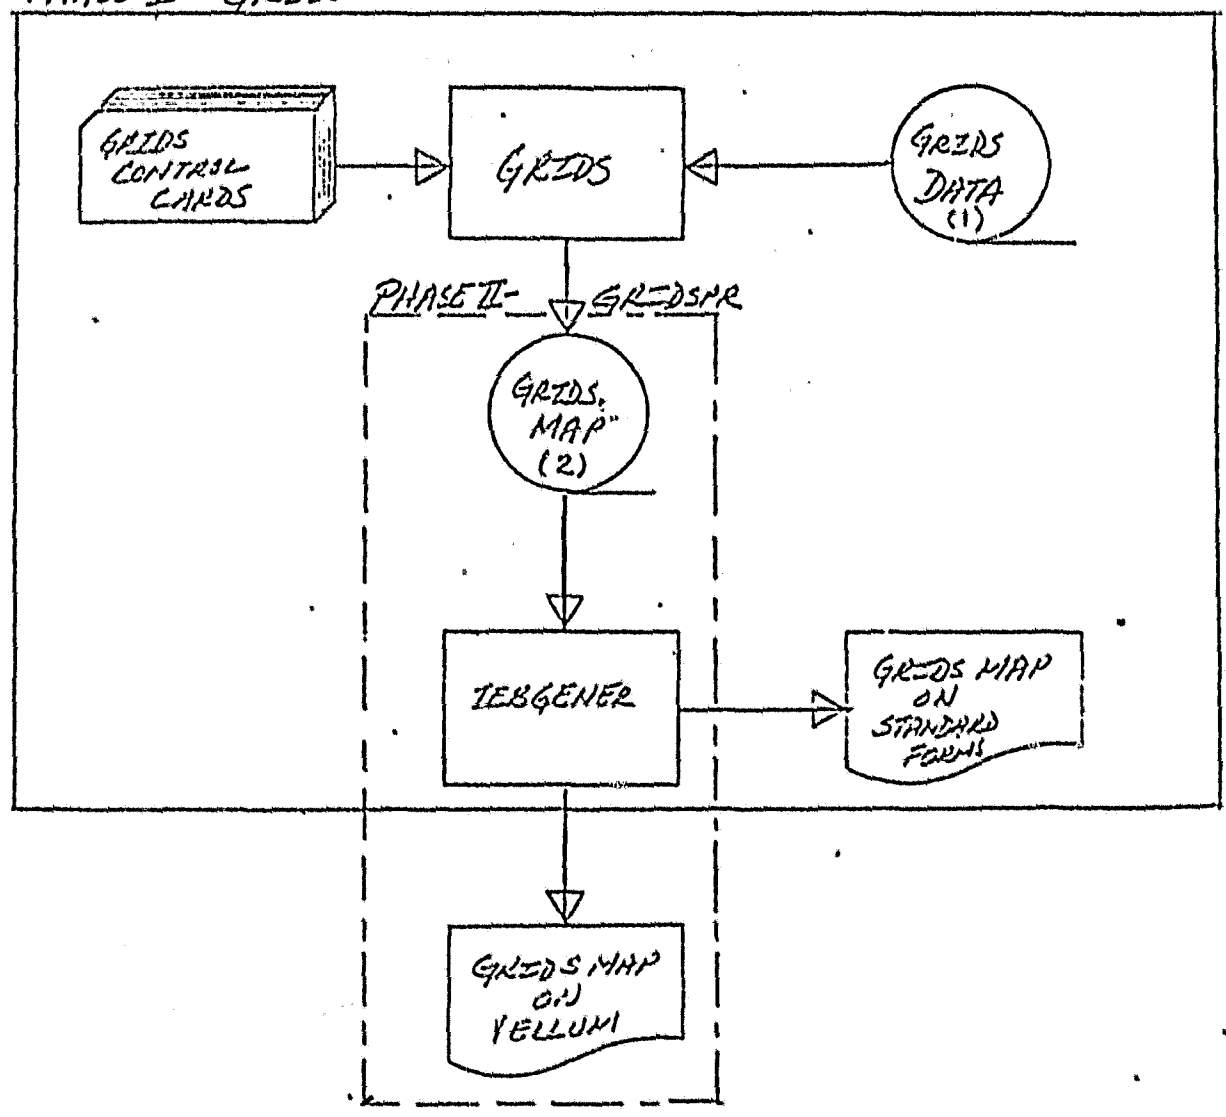 GRIDS
CONTROL
CARDS
GRIDS
GRIDS
DATA
(1)
PHASE II- GRIDSPR
GRIDS
MAP
(2)
IEBGENER
GRIDS MAP
ON
STANDARD
FORMS
GRIDS MAP
ON
VELLUM